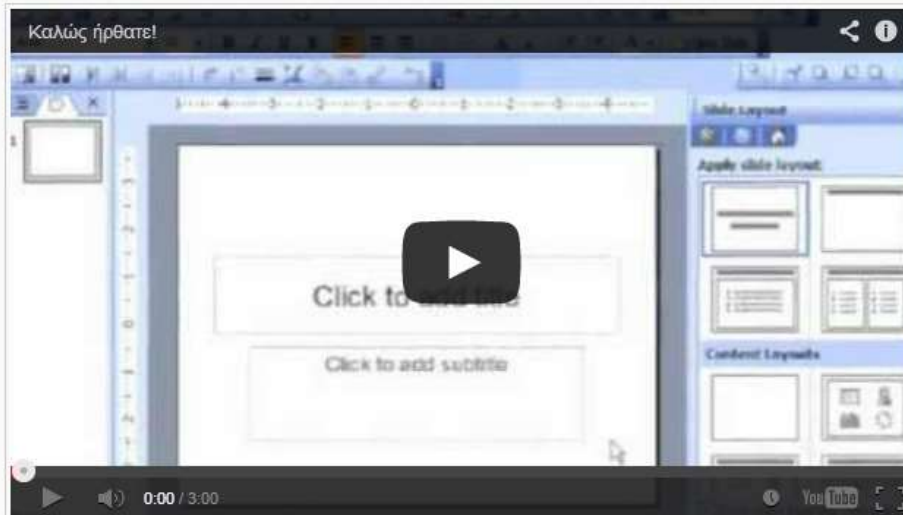 Καλώς ήρθατε!
Slide Layout
Apply slide layout:
Click to add title
Click to add subtitle
Content Layouts
0:00 / 3:00
YouTube